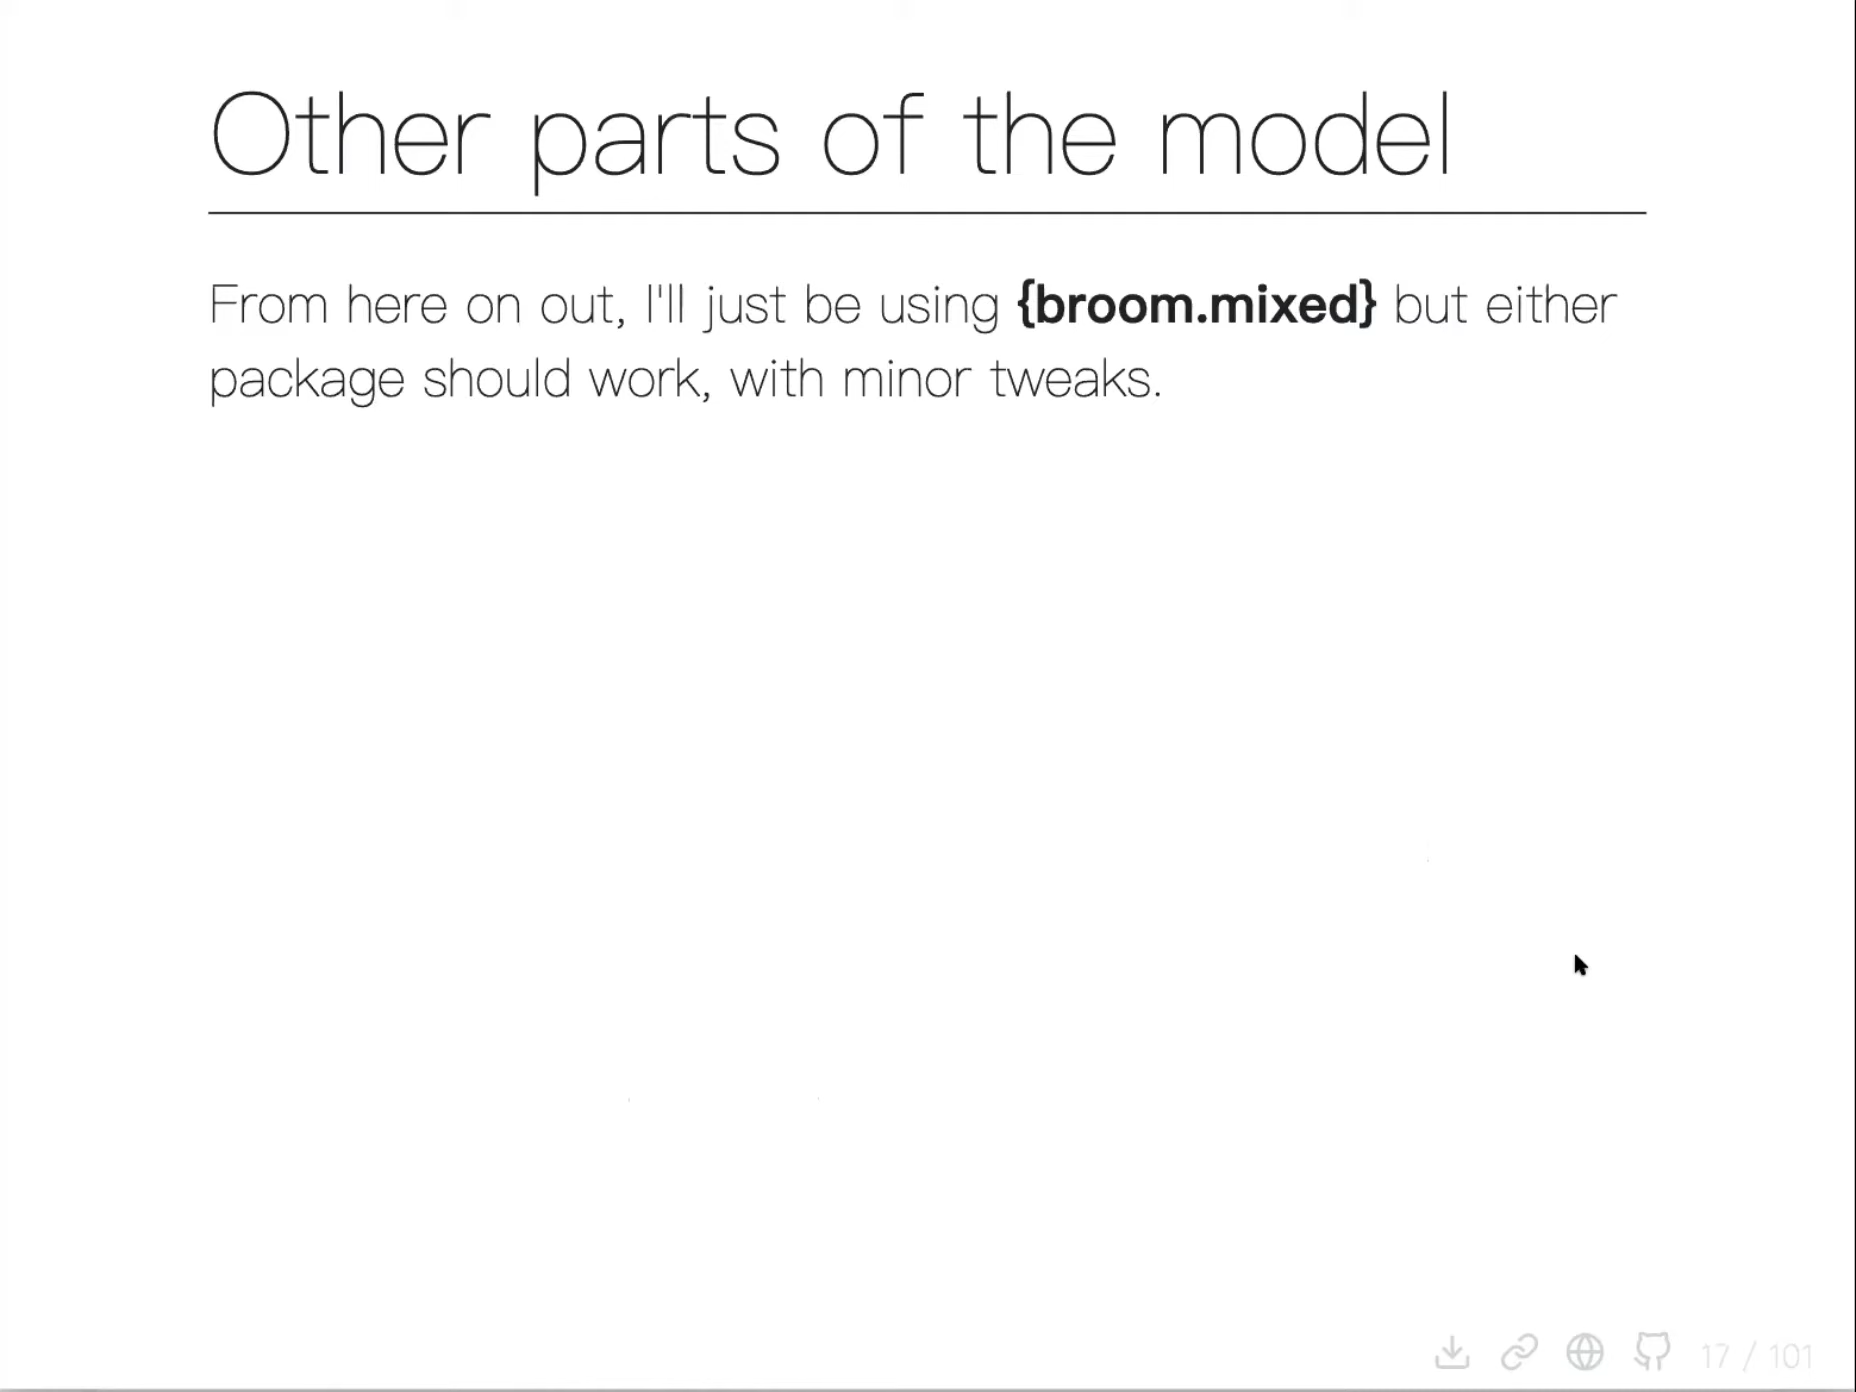 Other parts of the model
From here on out, I'll just be using {broom.mixed} but either
package should work, with minor tweaks.
17 / 101